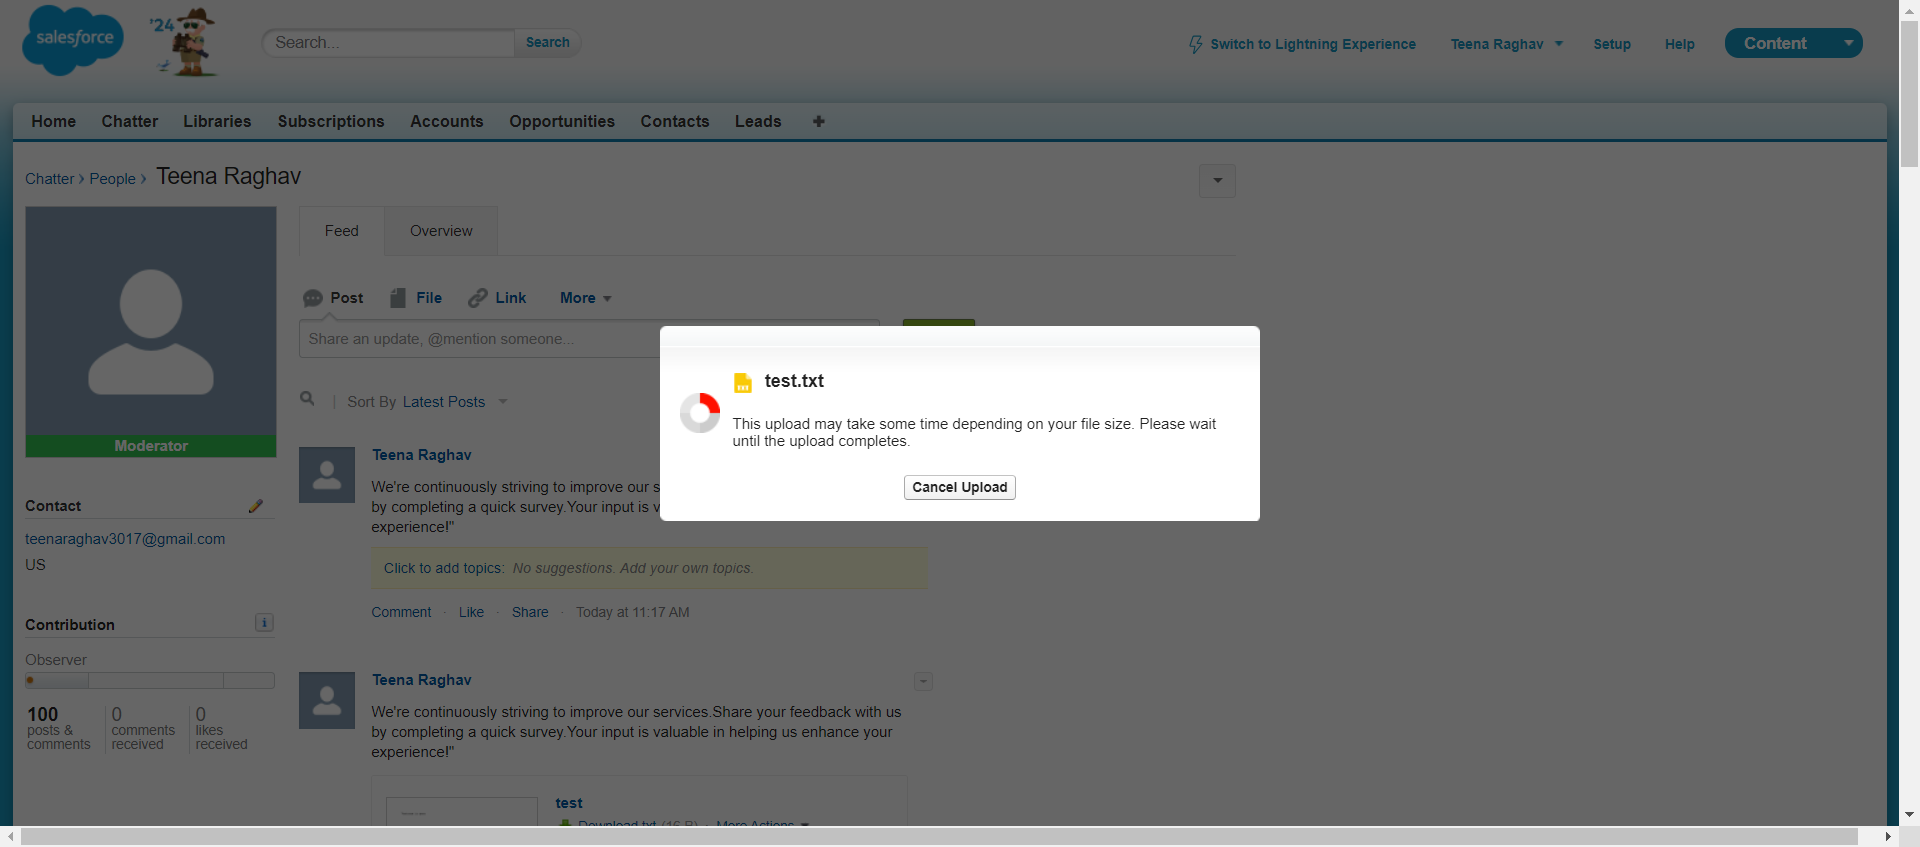 salesforce
'24
Search...
Search
Switch to Lightning Experience
Teena Raghav
Setup
Help
Content
Home
Chatter
Libraries
Subscriptions
Accounts
Opportunities
Contacts
Leads
Chatter › People › Teena Raghav
Feed
Overview
Post
File
Link
More
Share an update, @mention someone...
Sort By Latest Posts
Moderator
test.txt
This upload may take some time depending on your file size. Please wait
until the upload completes.
Cancel Upload
Contact
teenaraghav3017@gmail.com
US
Contribution
Observer
100
posts &
comments
0
comments
received
0
likes
received
Teena Raghav
We're continuously striving to improve our s
by completing a quick survey.Your input is v
experience!"
Click to add topics: No suggestions. Add your own topics.
Comment · Like · Share · Today at 11:17 AM
Teena Raghav
We're continuously striving to improve our services.Share your feedback with us
by completing a quick survey.Your input is valuable in helping us enhance your
experience!"
test
Download txt (16 B) · More Actions